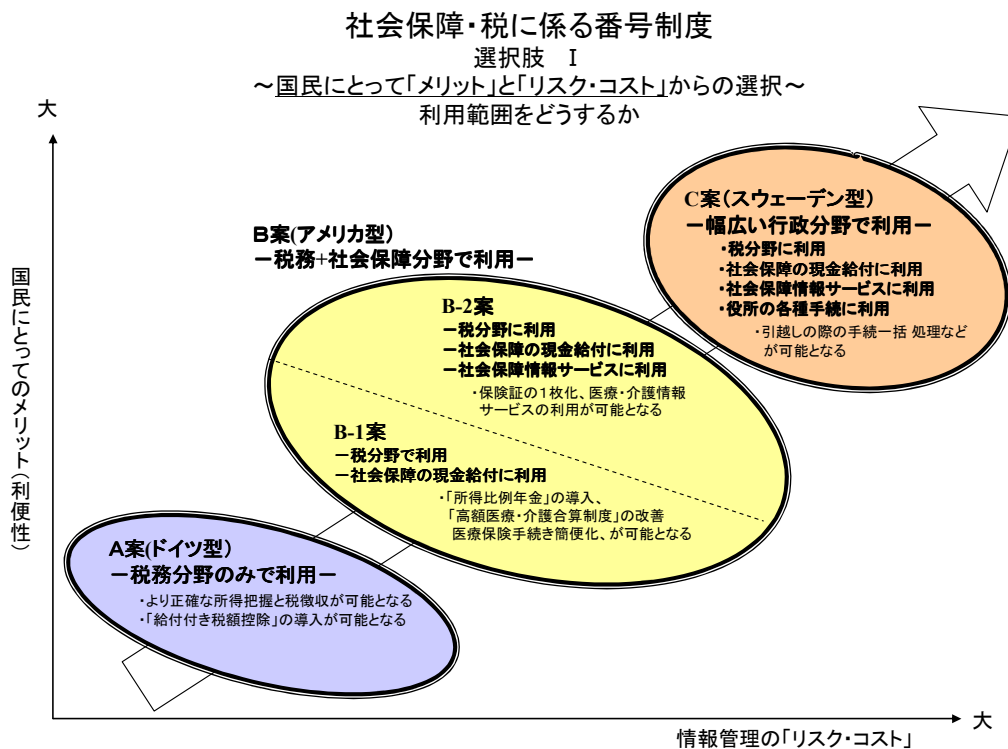 社会保障・税に係る番号制度
選択肢　Ⅰ
～国民にとって「メリット」と「リスク・コスト」からの選択～
利用範囲をどうするか
大
C案(スウェーデン型)
－幅広い行政分野で利用－
・税分野に利用
・社会保障の現金給付に利用
・社会保障情報サービスに利用
・役所の各種手続に利用
・引越しの際の手続一括 処理など
が可能となる
B案(アメリカ型)
－税務+社会保障分野で利用－
B-2案
－税分野に利用
－社会保障の現金給付に利用
－社会保障情報サービスに利用
・保険証の１枚化、医療・介護情報
サービスの利用が可能となる
B-1案
－税分野で利用
－社会保障の現金給付に利用
・「所得比例年金」の導入、
「高額医療・介護合算制度」の改善
医療保険手続き簡便化、が可能となる
国民にとってのメリット(利便性)
A案(ドイツ型)
－税務分野のみで利用－
・より正確な所得把握と税徴収が可能となる
・「給付付き税額控除」の導入が可能となる
大
情報管理の「リスク・コスト」